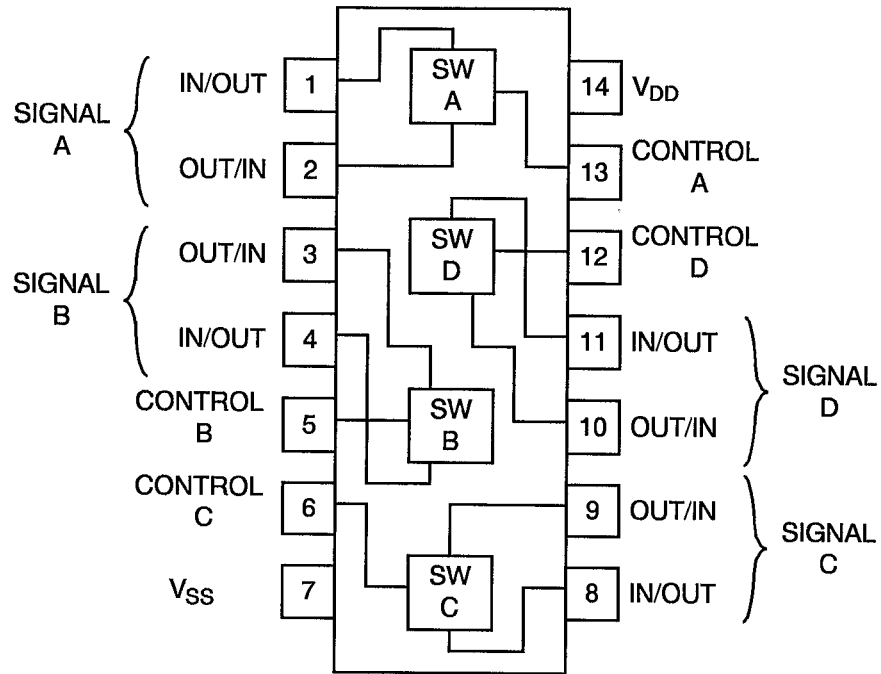 IN/OUT 1 SW A 14 VDD
SIGNAL A
OUT/IN 2 13 CONTROL A
OUT/IN 3 SW D 12 CONTROL D
SIGNAL B
IN/OUT 4 11 IN/OUT
SIGNAL D
CONTROL B 5 SW B 10 OUT/IN
CONTROL C 6 9 OUT/IN
SIGNAL C
VSS 7 SW C 8 IN/OUT